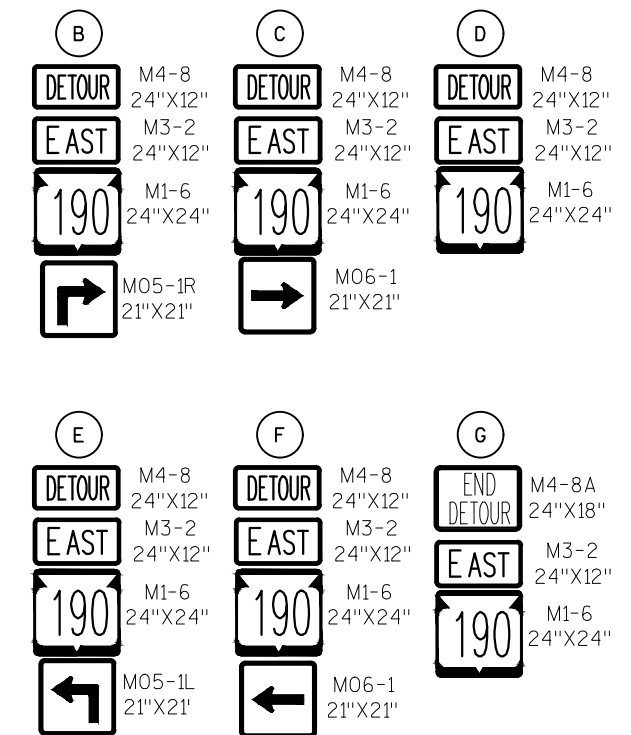 B
DETOUR
M4-8
24"X12"
EAST
M3-2
24"X12"
190
M1-6
24"X24"
MO5-1R
21"X21"
C
DETOUR
M4-8
24"X12"
EAST
M3-2
24"X12"
190
M1-6
24"X24"
MO6-1
21"X21"
D
DETOUR
M4-8
24"X12"
EAST
M3-2
24"X12"
190
M1-6
24"X24"
E
DETOUR
M4-8
24"X12"
EAST
M3-2
24"X12"
190
M1-6
24"X24"
MO5-1L
21"X21'
F
DETOUR
M4-8
24"X12"
EAST
M3-2
24"X12"
190
M1-6
24"X24"
MO6-1
21"X21"
G
END
DETOUR
M4-8A
24"X18"
EAST
M3-2
24"X12"
190
M1-6
24"X24"